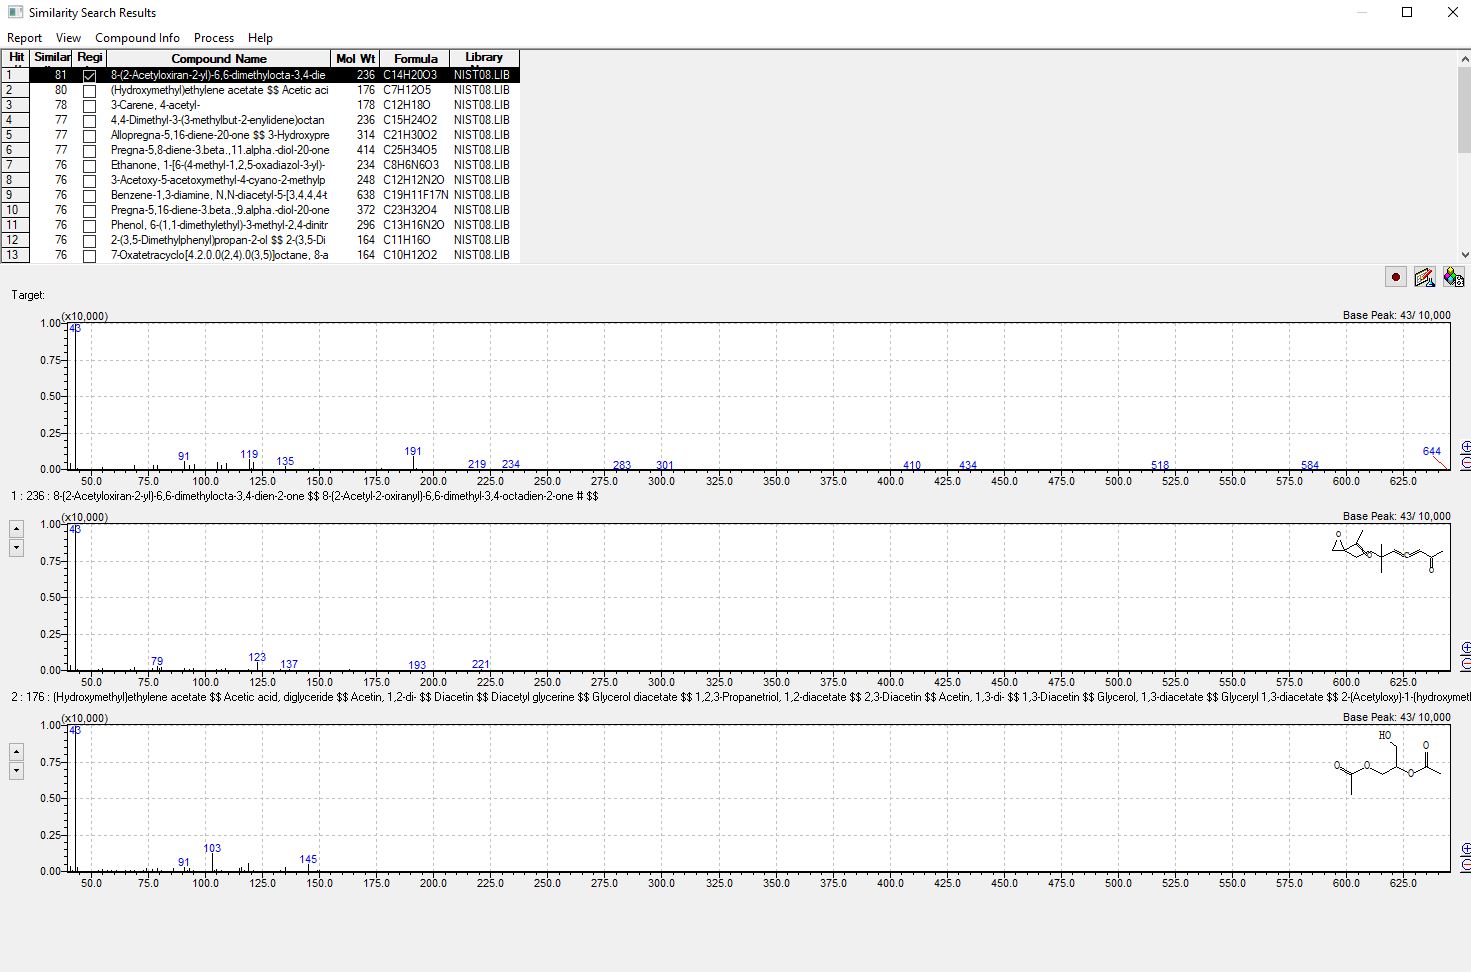 Similarity Search Results
Report View Compound Info Process Help
Hit Similar Regi Compound Name Mol Wt Formula Library
1 81 8-(2-Acetyloxiran-2-yl)-6,6-dimethylocta-3,4-die 236 C14H20O3 NIST08.LIB
2 80 (Hydroxymethyl)ethylene acetate $$ Acetic aci 176 C7H12O5 NIST08.LIB
3 78 3-Carene, 4-acetyl- 178 C12H18O NIST08.LIB
4 77 4,4-Dimethyl-3-(3-methylbut-2-enylidene)octan 236 C15H24O2 NIST08.LIB
5 77 Allopregna-5,16-diene-20-one $$ 3-Hydroxypre 314 C21H30O2 NIST08.LIB
6 77 Pregna-5,8-diene-3.beta.,11.alpha.-diol-20-one 414 C25H34O5 NIST08.LIB
7 76 Ethanone, 1-[6-(4-methyl-1,2,5-oxadiazol-3-yl)- 234 C8H6N6O3 NIST08.LIB
8 76 3-Acetoxy-5-acetoxymethyl-4-cyano-2-methylp 248 C12H12N2O NIST08.LIB
9 76 Benzene-1,3-diamine, N,N-diacetyl-5-[3,4,4,4-t 638 C19H11F17N NIST08.LIB
10 76 Pregna-5,16-diene-3.beta.,9.alpha.-diol-20-one 372 C23H32O4 NIST08.LIB
11 76 Phenol, 6-(1,1-dimethylethyl)-3-methyl-2,4-dinitr 296 C13H16N2O NIST08.LIB
12 76 2-(3,5-Dimethylphenyl)propan-2-ol $$ 2-(3,5-Di 164 C11H16O NIST08.LIB
13 76 7-Oxatetracyclo[4.2.0.0(2,4).0(3,5)]octane, 8-a 164 C10H12O2 NIST08.LIB
Target:
(x10,000) Base Peak: 43/ 10,000
1.00 43
0.75
0.50
0.25
91 119 135 191 219 234 283 301 410 434 518 584 644
0.00
50.0 75.0 100.0 125.0 150.0 175.0 200.0 225.0 250.0 275.0 300.0 325.0 350.0 375.0 400.0 425.0 450.0 475.0 500.0 525.0 550.0 575.0 600.0 625.0
1 : 236 : 8-(2-Acetyloxiran-2-yl)-6,6-dimethylocta-3,4-dien-2-one $$ 8-(2-Acetyl-2-oxiranyl)-6,6-dimethyl-3,4-octadien-2-one # $$
(x10,000) Base Peak: 43/ 10,000
1.00 43
0.75
0.50
0.25
79 123 137 193 221
0.00
50.0 75.0 100.0 125.0 150.0 175.0 200.0 225.0 250.0 275.0 300.0 325.0 350.0 375.0 400.0 425.0 450.0 475.0 500.0 525.0 550.0 575.0 600.0 625.0
2 : 176 : (Hydroxymethyl)ethylene acetate $$ Acetic acid, diglyceride $$ Acetin, 1,2-di- $$ Diacetin $$ Diacetyl glycerine $$ Glycerol diacetate $$ 1,2,3-Propanetriol, 1,2-diacetate $$ 2,3-Diacetin $$ Acetin, 1,3-di- $$ 1,3-Diacetin $$ Glycerol, 1,3-diacetate $$ Glyceryl 1,3-diacetate $$ 2-(Acetyloxy)-1-(hydroxymet
(x10,000) Base Peak: 43/ 10,000
1.00 43
HO O
0.75
O O O
0.50
0.25
91 103 145
0.00
50.0 75.0 100.0 125.0 150.0 175.0 200.0 225.0 250.0 275.0 300.0 325.0 350.0 375.0 400.0 425.0 450.0 475.0 500.0 525.0 550.0 575.0 600.0 625.0